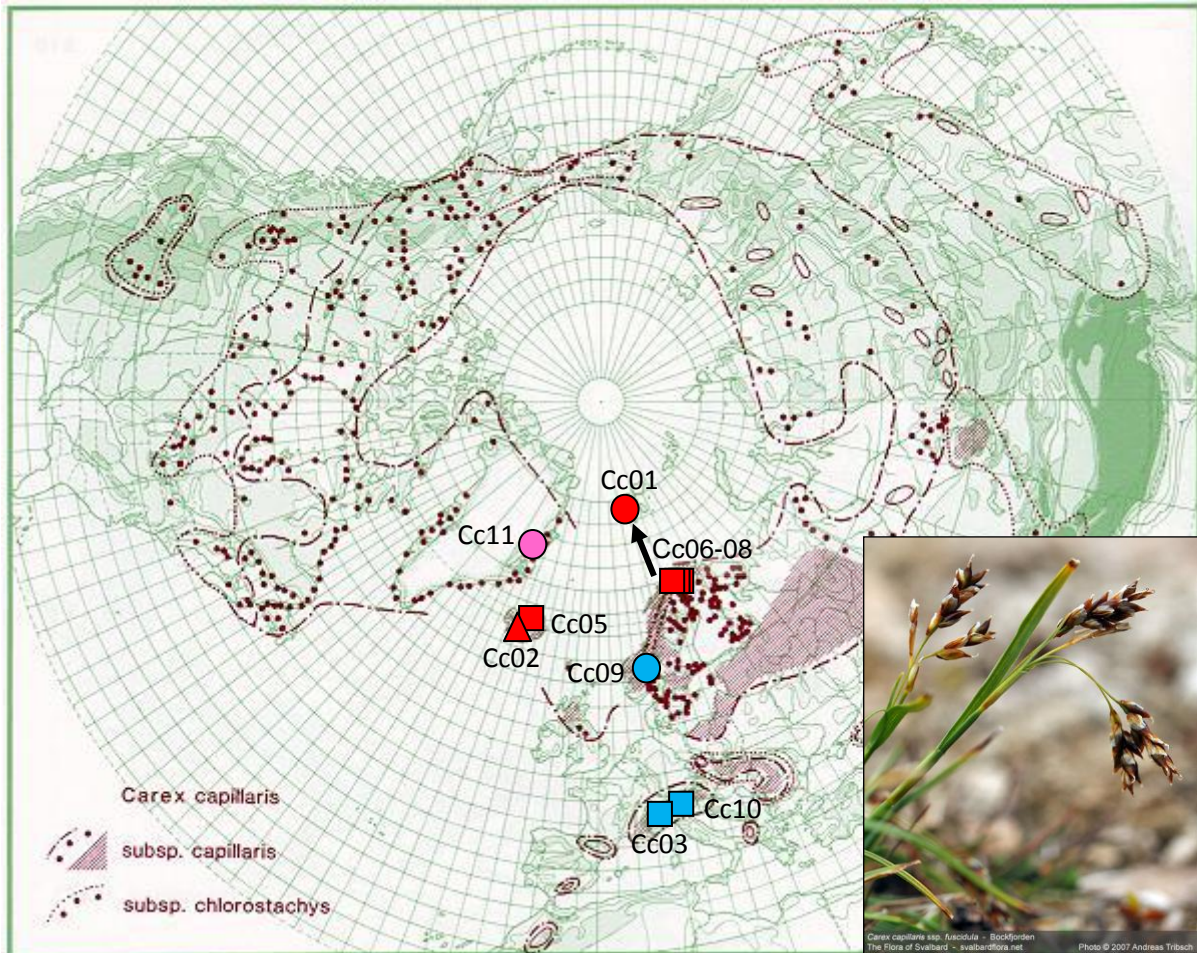 Cc01
Cc11
Cc06-08
Cc05
Cc02
Cc09
Cc10
Cc03
Carex capillaris
subsp. capillaris
subsp. chlorostachys
Carex capillaris ssp. fuscidula - Bockfjorden
The Flora of Svalbard - svalbardflora.net
Photo © 2007 Andreas Tribsch